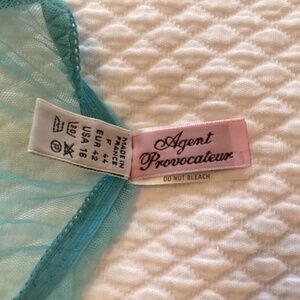 Agent
Provocateur
DO NOT BLEACH
MADE IN
FRANCE
F 44
EUR 42
USA 16